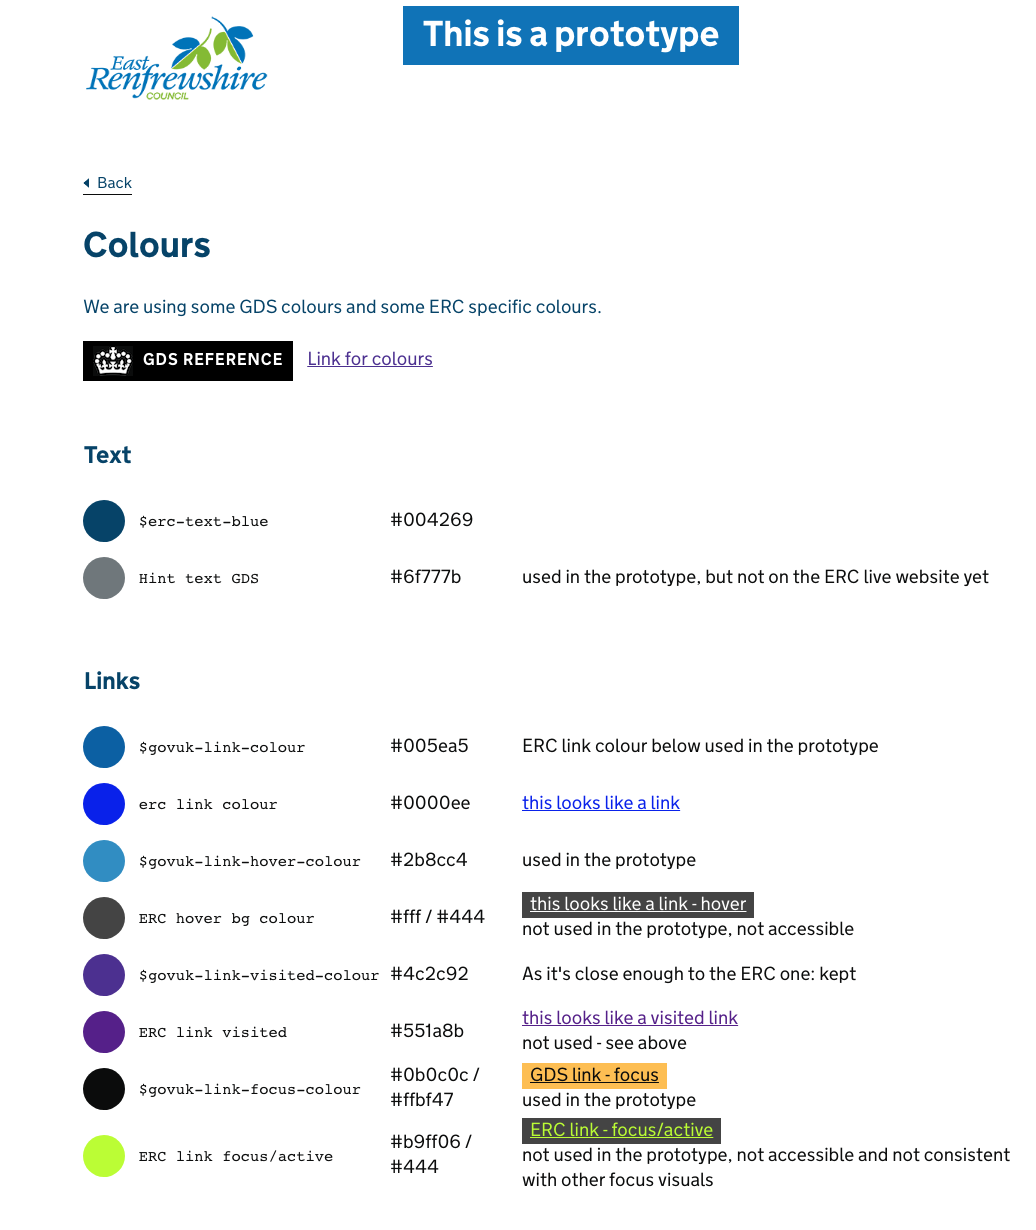 East
Renfrewshire
COUNCIL
This is a prototype
Back
Colours
We are using some GDS colours and some ERC specific colours.
GDS REFERENCE Link for colours
Text
$erc-text-blue #004269
Hint text GDS #6f777b used in the prototype, but not on the ERC live website yet
Links
$govuk-link-colour #005ea5 ERC link colour below used in the prototype
erc link colour #0000ee this looks like a link
$govuk-link-hover-colour #2b8cc4 used in the prototype
ERC hover bg colour #fff / #444 this looks like a link - hover
not used in the prototype, not accessible
$govuk-link-visited-colour #4c2c92 As it's close enough to the ERC one: kept
ERC link visited #551a8b this looks like a visited link
not used - see above
$govuk-link-focus-colour #0b0c0c / GDS link - focus
#ffbf47 used in the prototype
ERC link focus/active #b9ff06 / ERC link - focus/active
#444 not used in the prototype, not accessible and not consistent
with other focus visuals